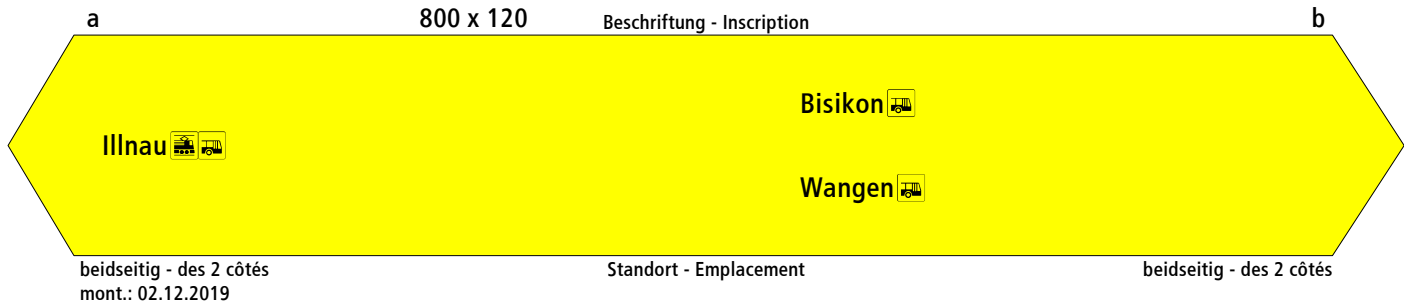 a 800 x 120 Beschriftung - Inscription b
Bisikon
Illnau
Wangen
beidseitig - des 2 côtés Standort - Emplacement beidseitig - des 2 côtés
mont.: 02.12.2019